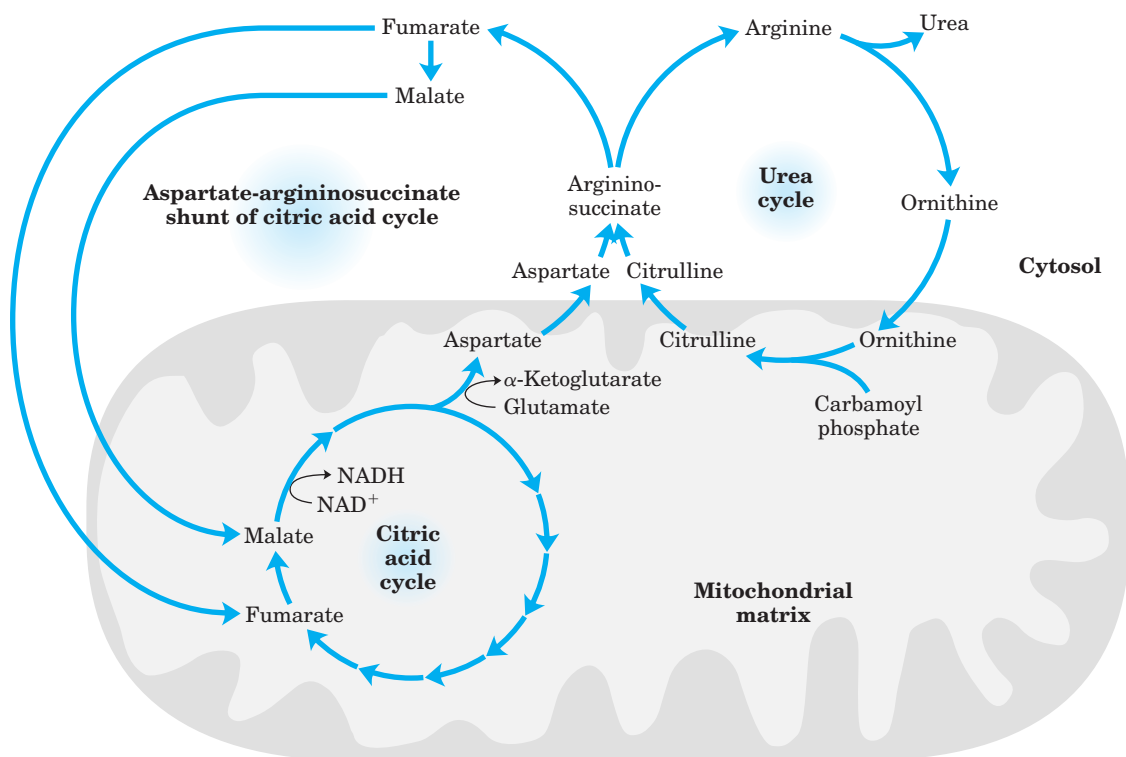 Fumarate
Arginine
Urea
Malate
Aspartate-argininosuccinate
shunt of citric acid cycle
Arginino-
succinate
Urea
cycle
Ornithine
Cytosol
Aspartate
Citrulline
Aspartate
Citrulline
Ornithine
α-Ketoglutarate
Glutamate
Carbamoyl
phosphate
NADH
NAD⁺
Malate
Citric
acid
cycle
Fumarate
Mitochondrial
matrix